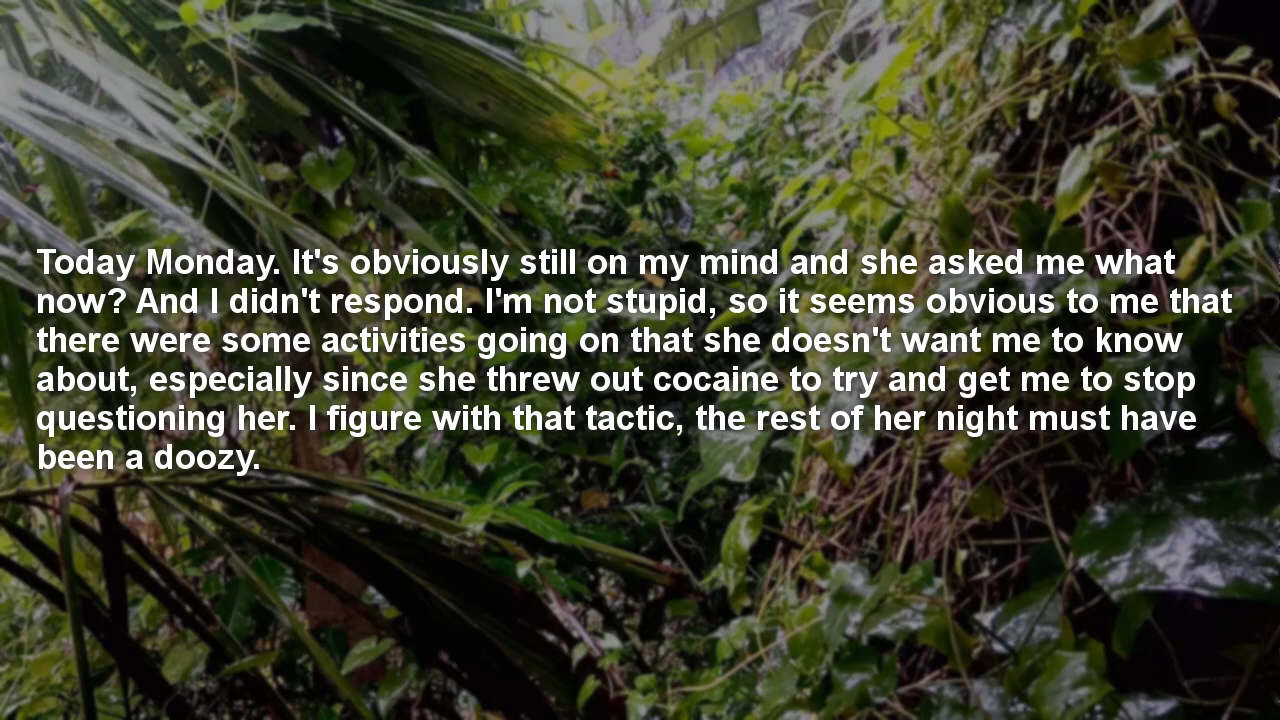 Today Monday. It's obviously still on my mind and she asked me what
now? And I didn't respond. I'm not stupid, so it seems obvious to me that
there were some activities going on that she doesn't want me to know
about, especially since she threw out cocaine to try and get me to stop
questioning her. I figure with that tactic, the rest of her night must have
been a doozy.